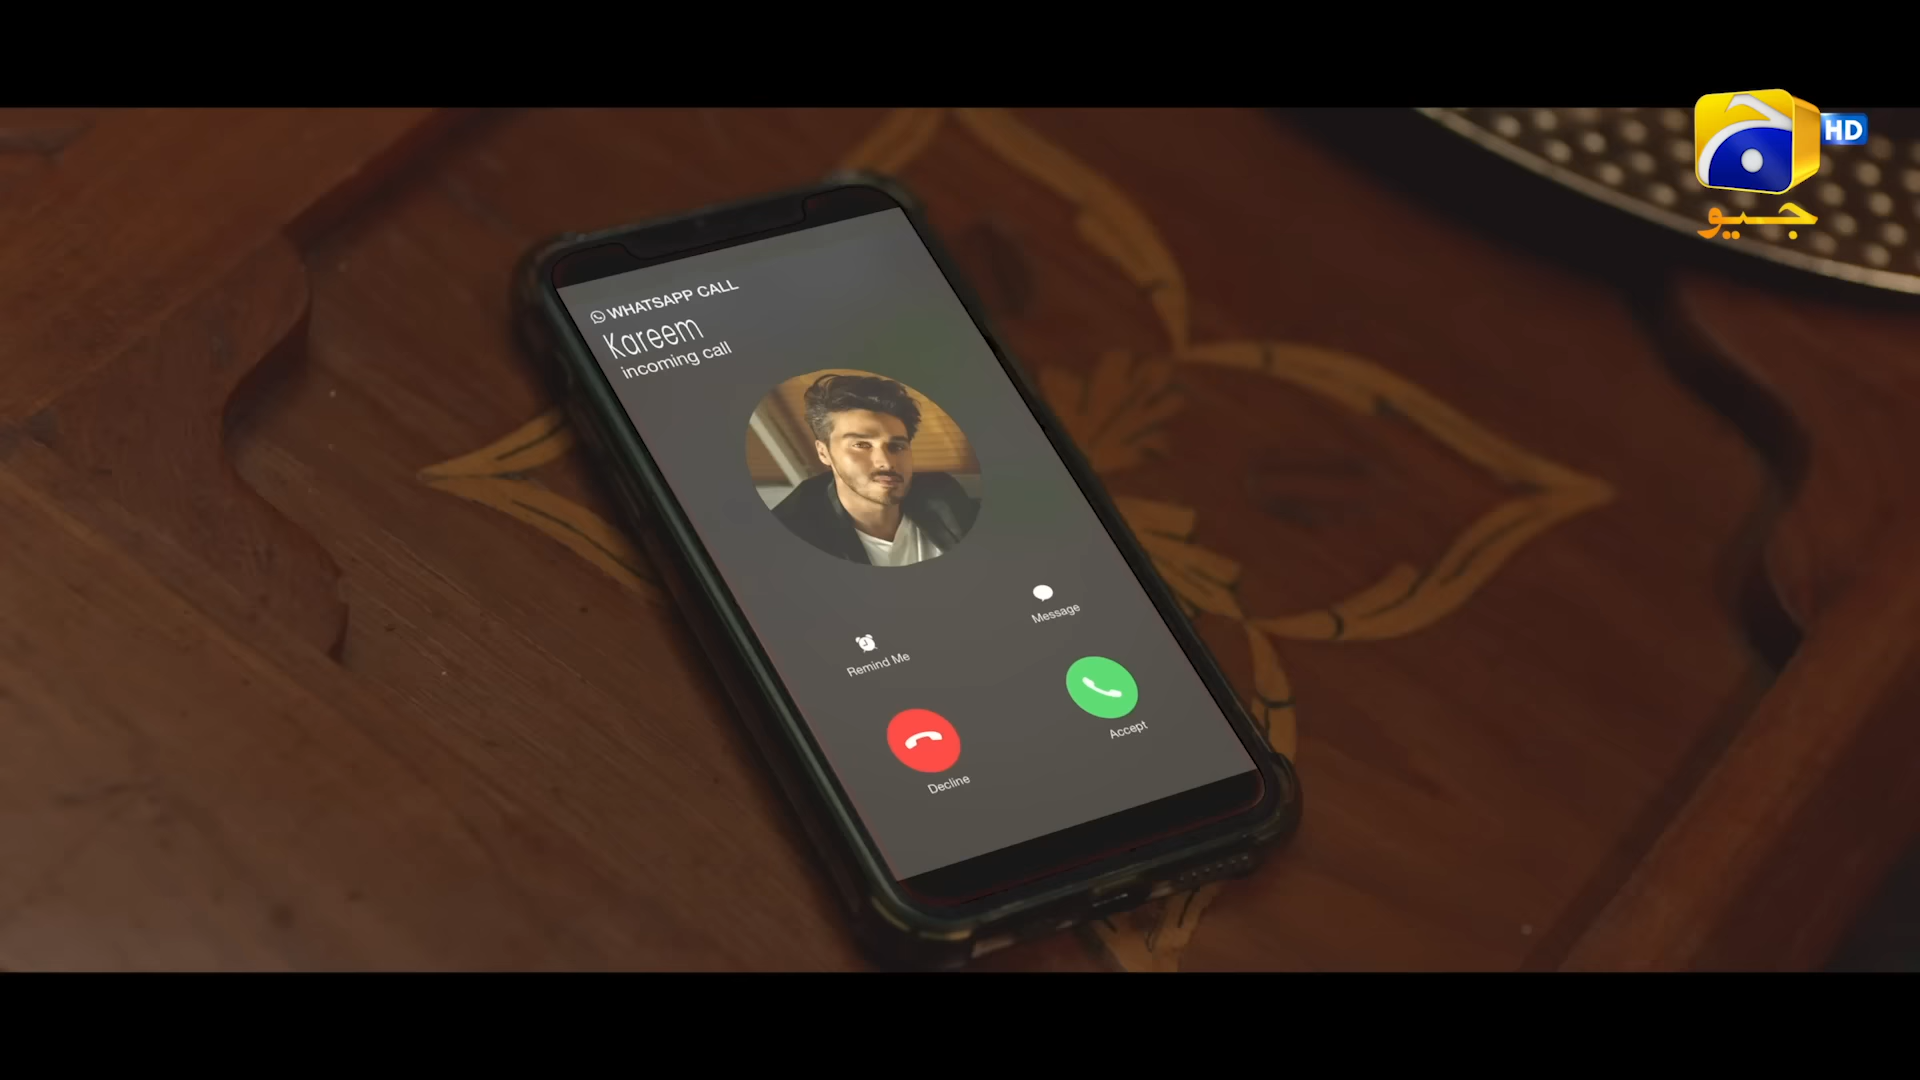 HD
جیو
WHATSAPP CALL
Kareem
incoming call
Message
Remind Me
Accept
Decline